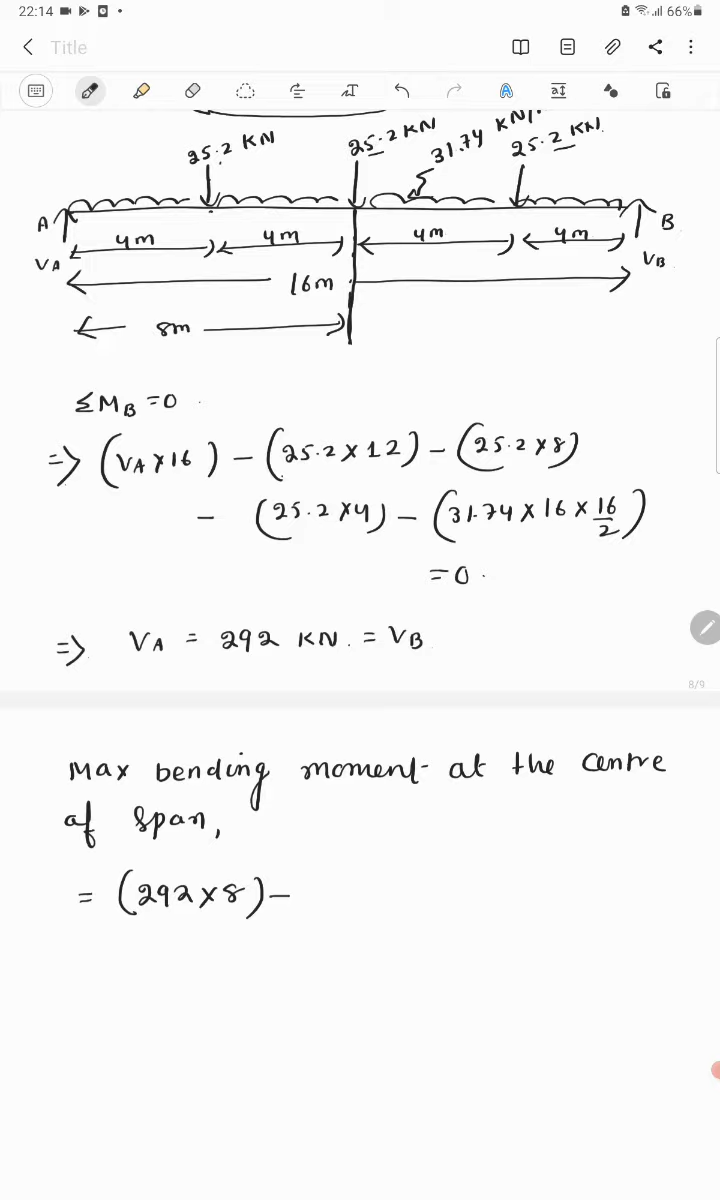 22:14 66%
Title
25.2 KN 25.2 KN 31.74 KN/ 25.2 KN
A B
4m 4m 4m 4m
VA VB
16m
8m
ΣMB =0
=> (VA×16) – (25.2×12) – (25.2×8)
– (25.2×4) – (31.74×16×16/2)
=0.
=> VA = 292 KN. = VB
8/9
Max bending moment at the centre
of span,
= (292×8) –